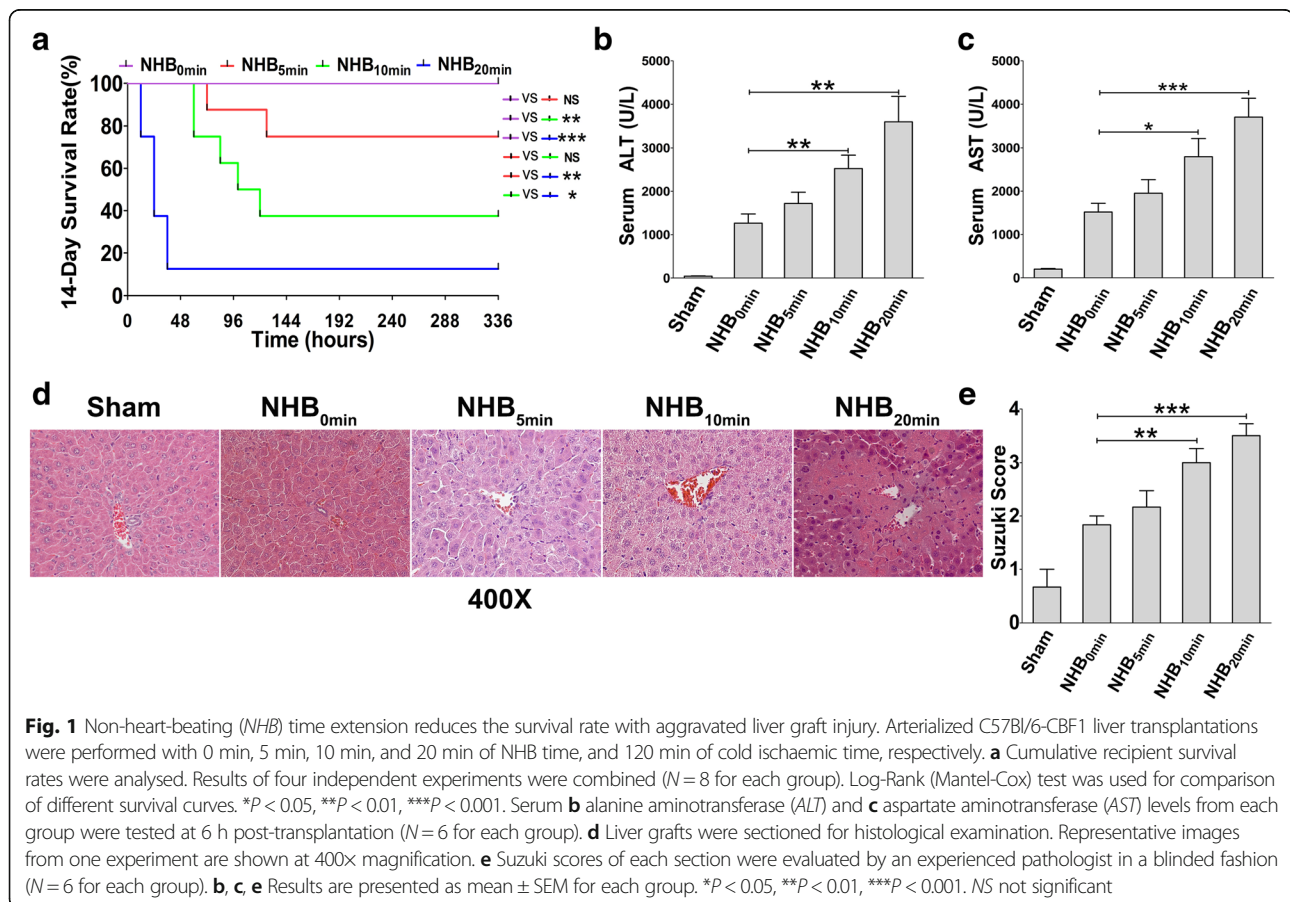 a
NHB0min NHB5min NHB10min NHB20min
14-Day Survival Rate(%)
100
80
60
40
20
0
0 48 96 144 192 240 288 336
Time (hours)
VS NS
VS **
VS ***
VS NS
VS **
VS *
b
Serum ALT (U/L)
5000
4000
3000
2000
1000
0
**
**
Sham NHB0min NHB5min NHB10min NHB20min
c
Serum AST (U/L)
5000
4000
3000
2000
1000
0
***
*
Sham NHB0min NHB5min NHB10min NHB20min
d
Sham NHB0min NHB5min NHB10min NHB20min
400X
e
Suzuki Score
4
3
2
1
0
***
**
Sham NHB0min NHB5min NHB10min NHB20min
Fig. 1 Non-heart-beating (NHB) time extension reduces the survival rate with aggravated liver graft injury. Arterialized C57Bl/6-CBF1 liver transplantations
were performed with 0 min, 5 min, 10 min, and 20 min of NHB time, and 120 min of cold ischaemic time, respectively. a Cumulative recipient survival
rates were analysed. Results of four independent experiments were combined (N = 8 for each group). Log-Rank (Mantel-Cox) test was used for comparison
of different survival curves. *P < 0.05, **P < 0.01, ***P < 0.001. Serum b alanine aminotransferase (ALT) and c aspartate aminotransferase (AST) levels from each
group were tested at 6 h post-transplantation (N = 6 for each group). d Liver grafts were sectioned for histological examination. Representative images
from one experiment are shown at 400× magnification. e Suzuki scores of each section were evaluated by an experienced pathologist in a blinded fashion
(N = 6 for each group). b, c, e Results are presented as mean ± SEM for each group. *P < 0.05, **P < 0.01, ***P < 0.001. NS not significant